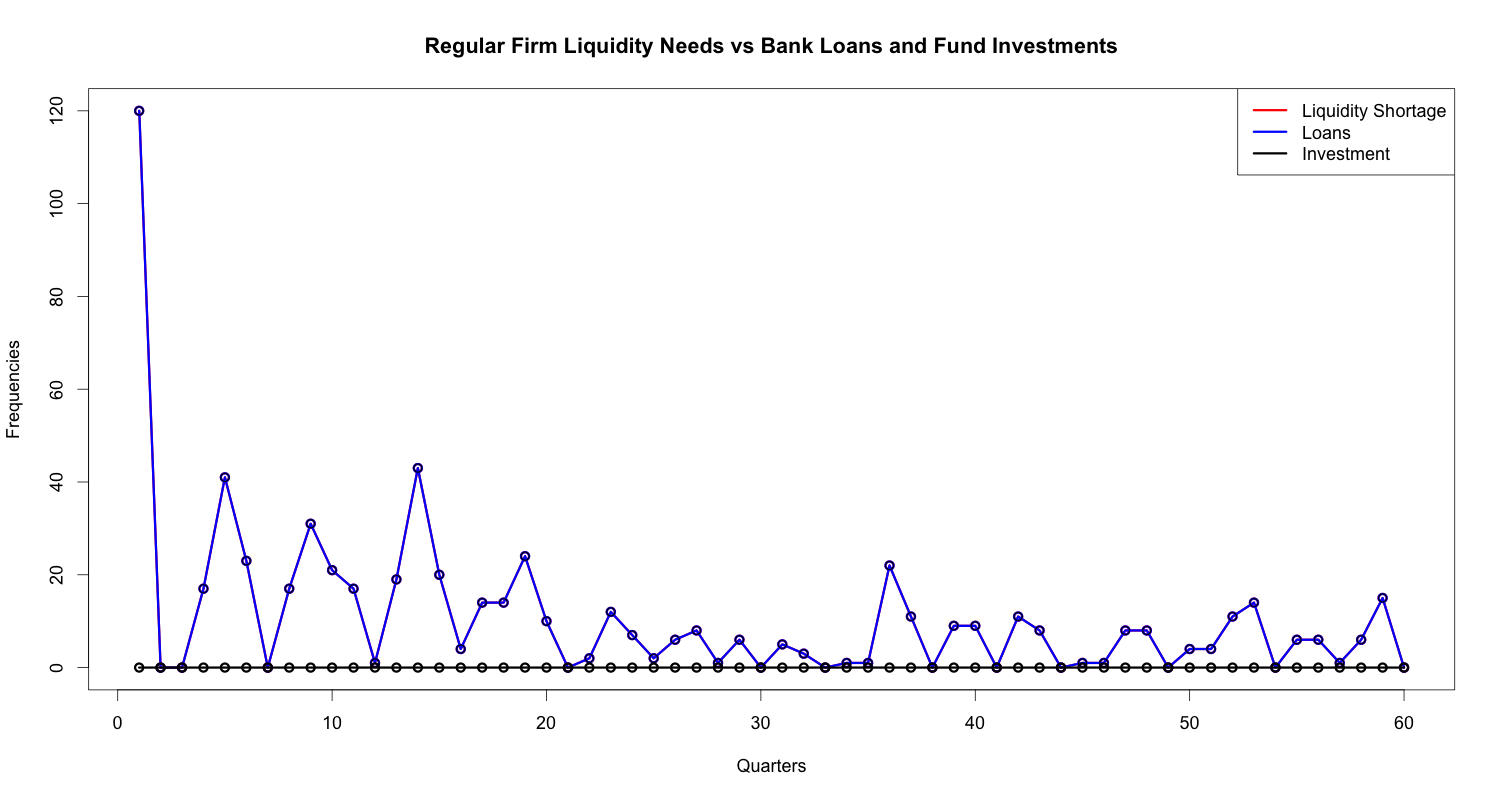 Regular Firm Liquidity Needs vs Bank Loans and Fund Investments
Liquidity Shortage
Loans
Investment
Frequencies
120
100
80
60
40
20
0
0 10 20 30 40 50 60
Quarters